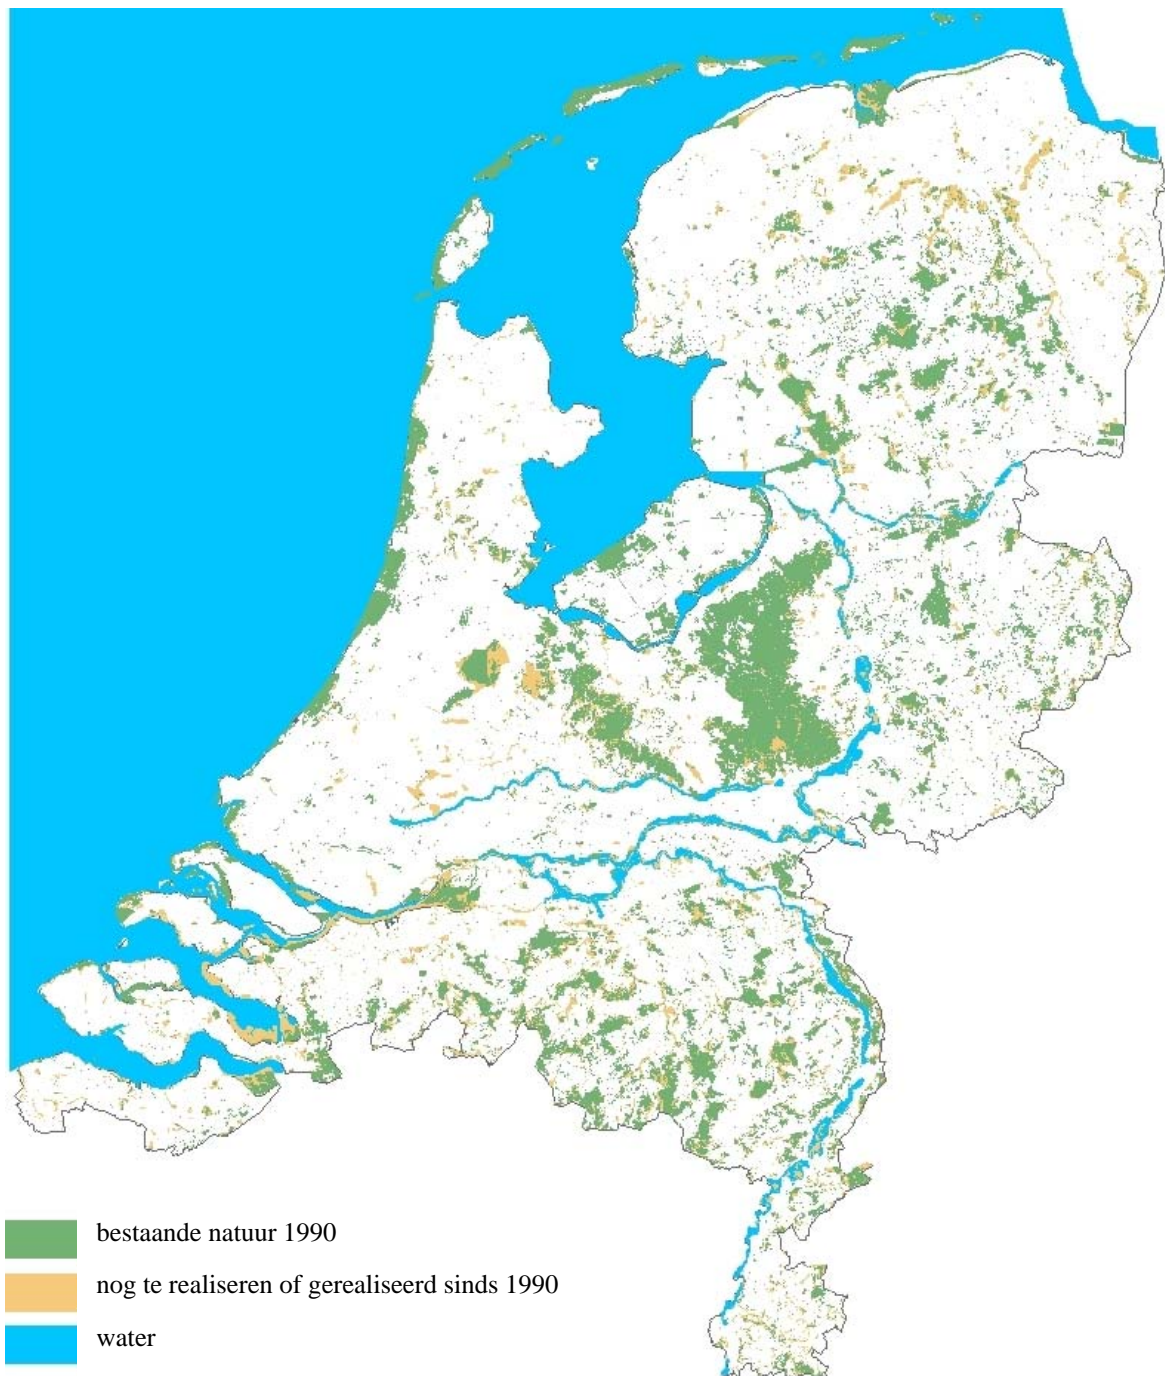 bestaande natuur 1990
nog te realiseren of gerealiseerd sinds 1990
water